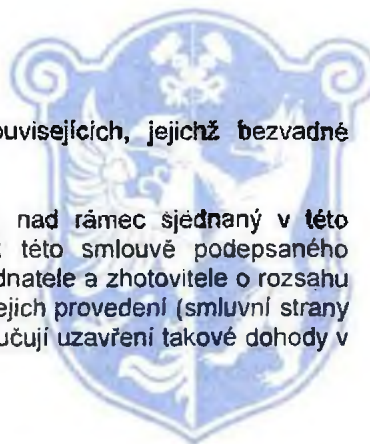 ouvisejících, jejichž bezvadné
nad rámec sjednaný v této
této smlouvě podepsaného
dnatele a zhotovitele o rozsahu
ejich provedení (smluvní strany
učují uzavření takové dohody v